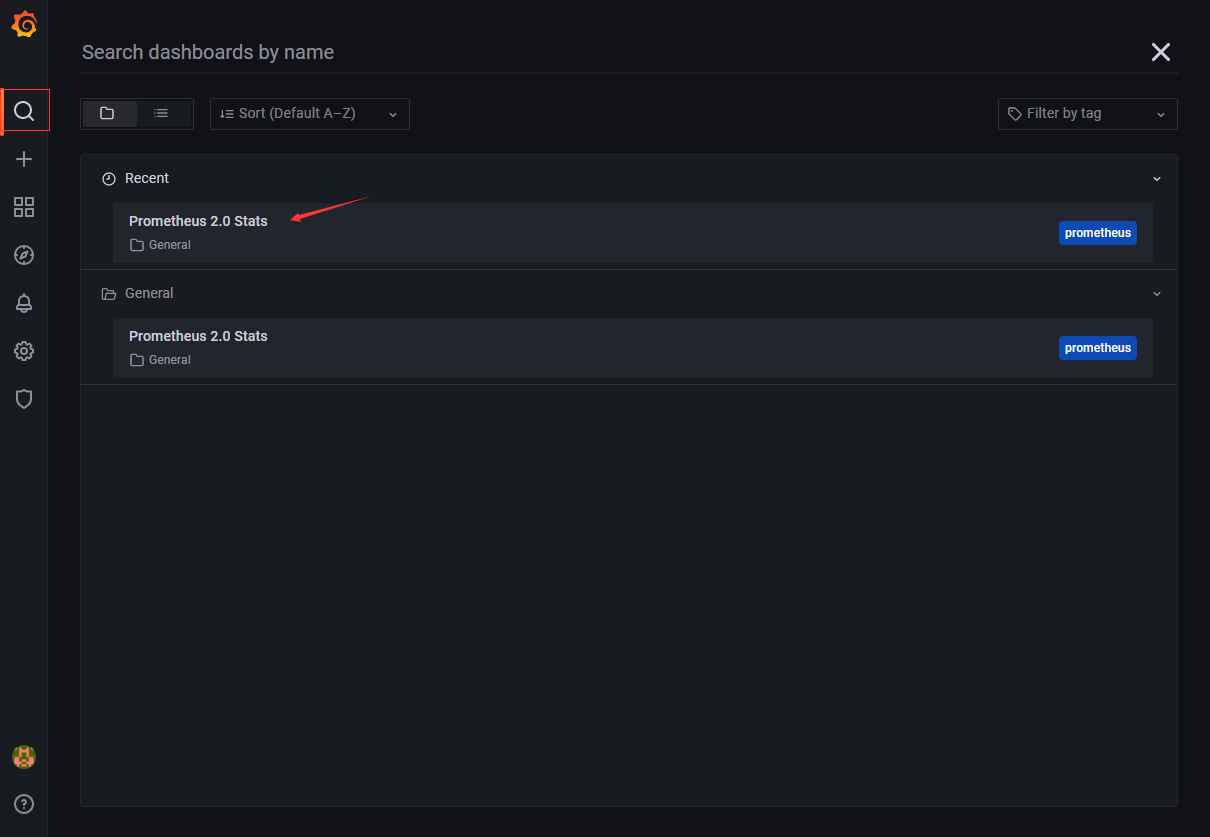 Search dashboards by name
Sort (Default A–Z)
Filter by tag
Recent
Prometheus 2.0 Stats
General
prometheus
General
Prometheus 2.0 Stats
General
prometheus